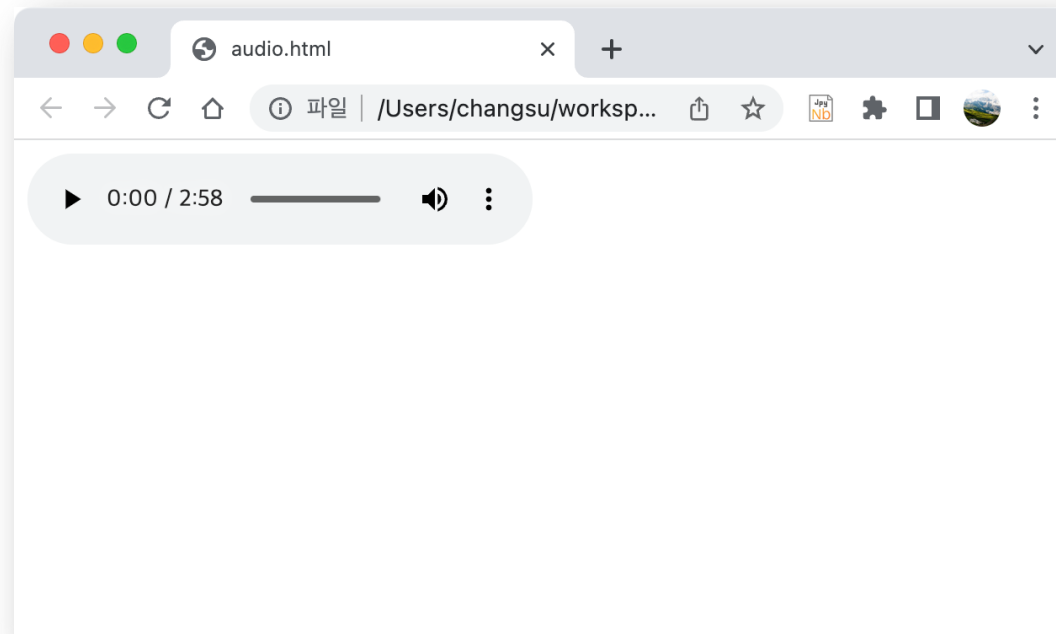 audio.html
파일 /Users/changsu/worksp...
Jpy
Nb
0:00 / 2:58